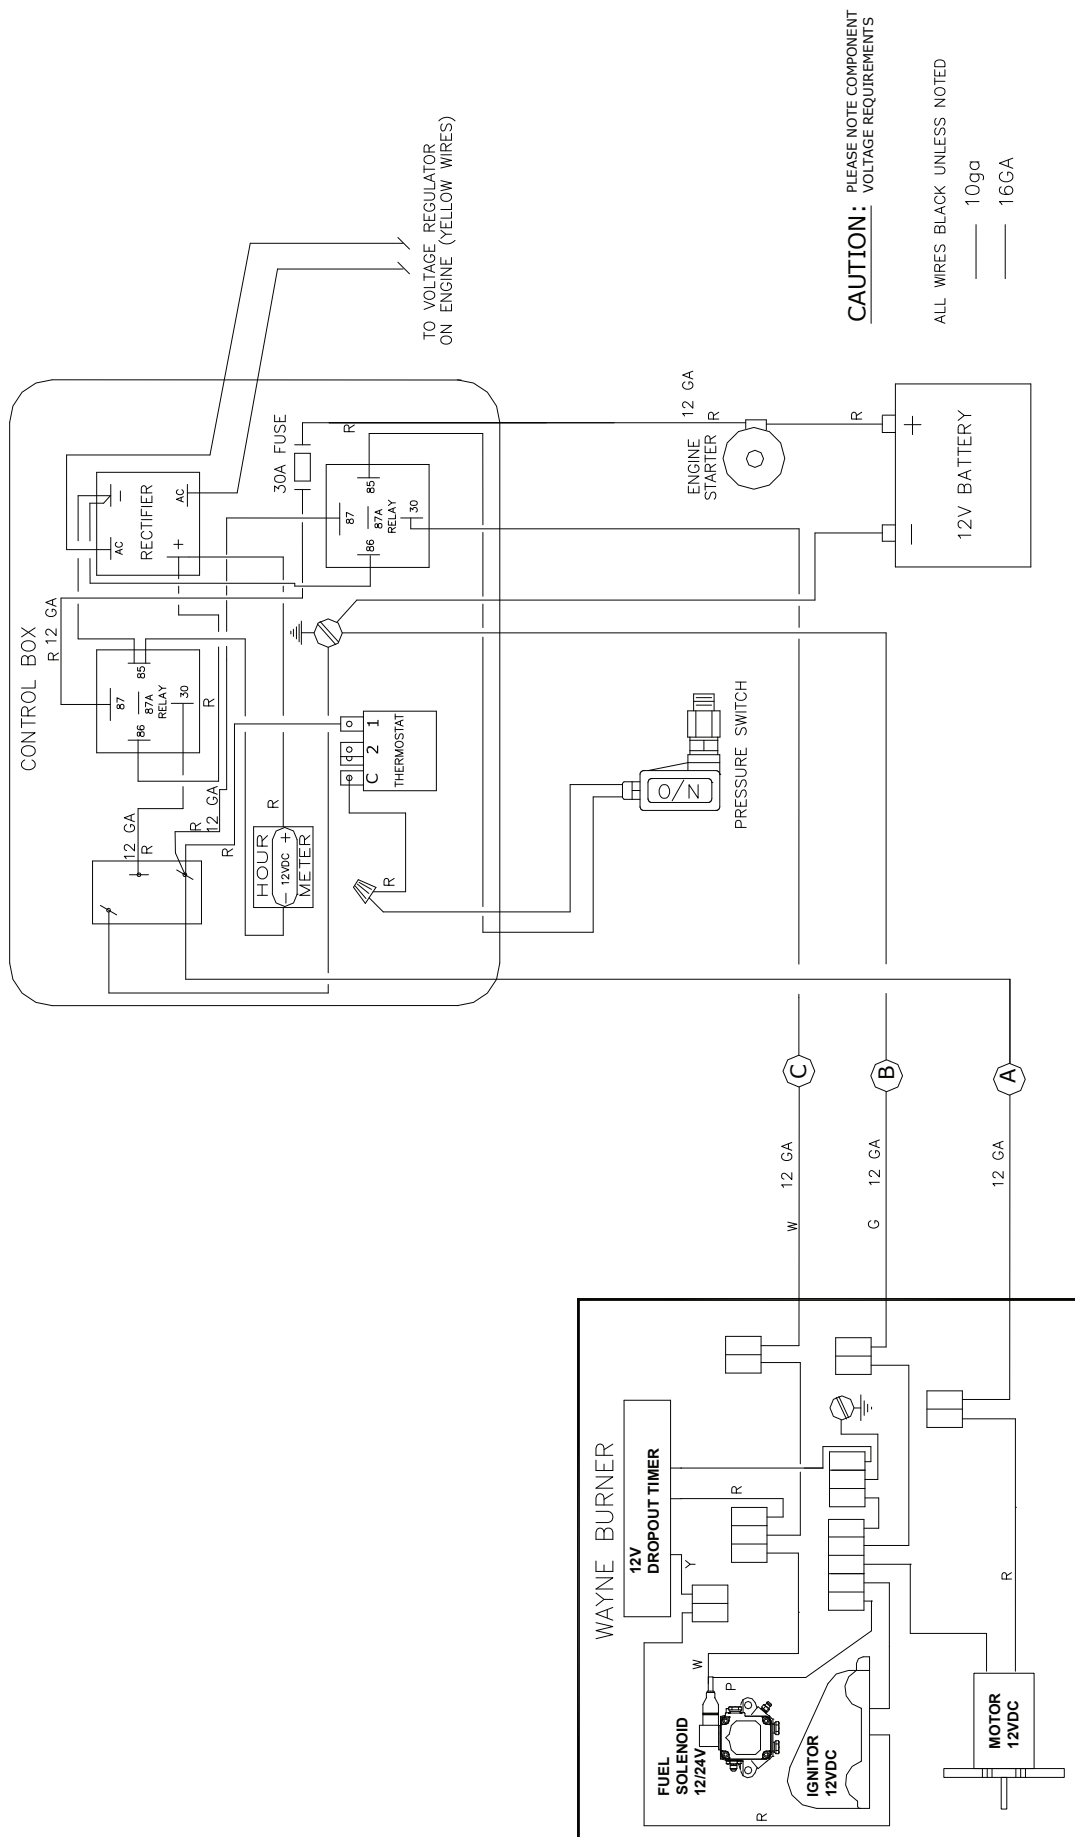 CONTROL BOX
R 12 GA
87
86
87A
85
RELAY
30
R
AC
—
RECTIFIER
+
AC
30A FUSE
R
87
86
87A
85
RELAY
30
12 GA
R
R
12 GA
R
HOUR
— 12VDC +
METER
R
C 2 1
THERMOSTAT
R
TO VOLTAGE REGULATOR
ON ENGINE (YELLOW WIRES)
O/N
PRESSURE SWITCH
ENGINE
STARTER
12 GA
R
R
— +
12V BATTERY
CAUTION: PLEASE NOTE COMPONENT
VOLTAGE REQUIREMENTS
ALL WIRES BLACK UNLESS NOTED
10ga
16GA
C
B
A
W 12 GA
G 12 GA
12 GA
WAYNE BURNER
12V
DROPOUT TIMER
R
Y
W
P
FUEL
SOLENOID
12/24V
IGNITOR
12VDC
R
R
MOTOR
12VDC